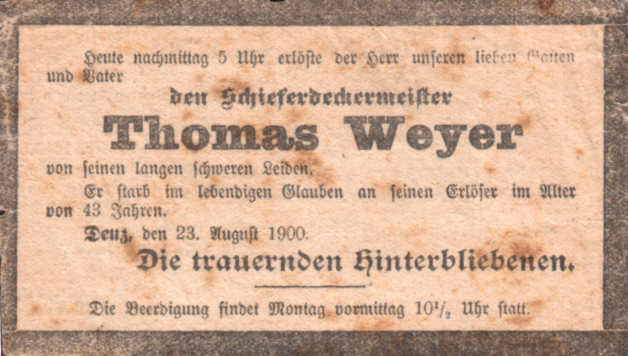 Heute nachmittag 5 Uhr erlöste der Herr unseren lieben Gatten
und Vater
den Schieferdeckermeister
Thomas Weyer
von seinen langen schweren Leiden.
Er starb im lebendigen Glauben an seinen Erlöser im Alter
von 43 Jahren.
Deuz, den 23. August 1900.
Die trauernden Hinterbliebenen.
Die Beerdigung findet Montag vormittag 10½ Uhr statt.